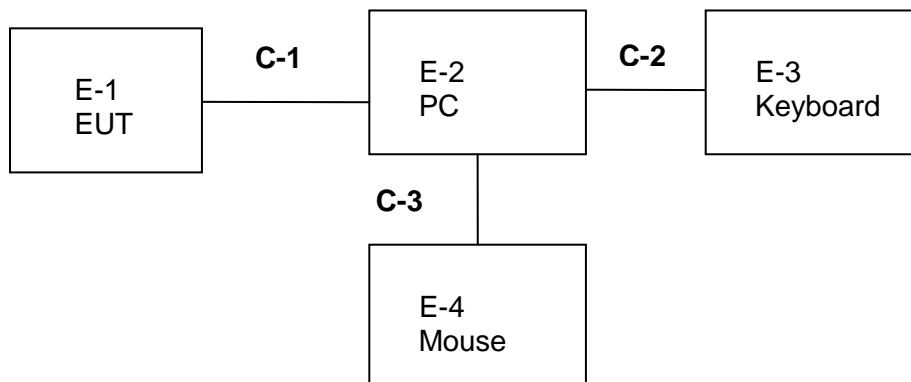 E-1
EUT
C-1
E-2
PC
C-2
E-3
Keyboard
C-3
E-4
Mouse